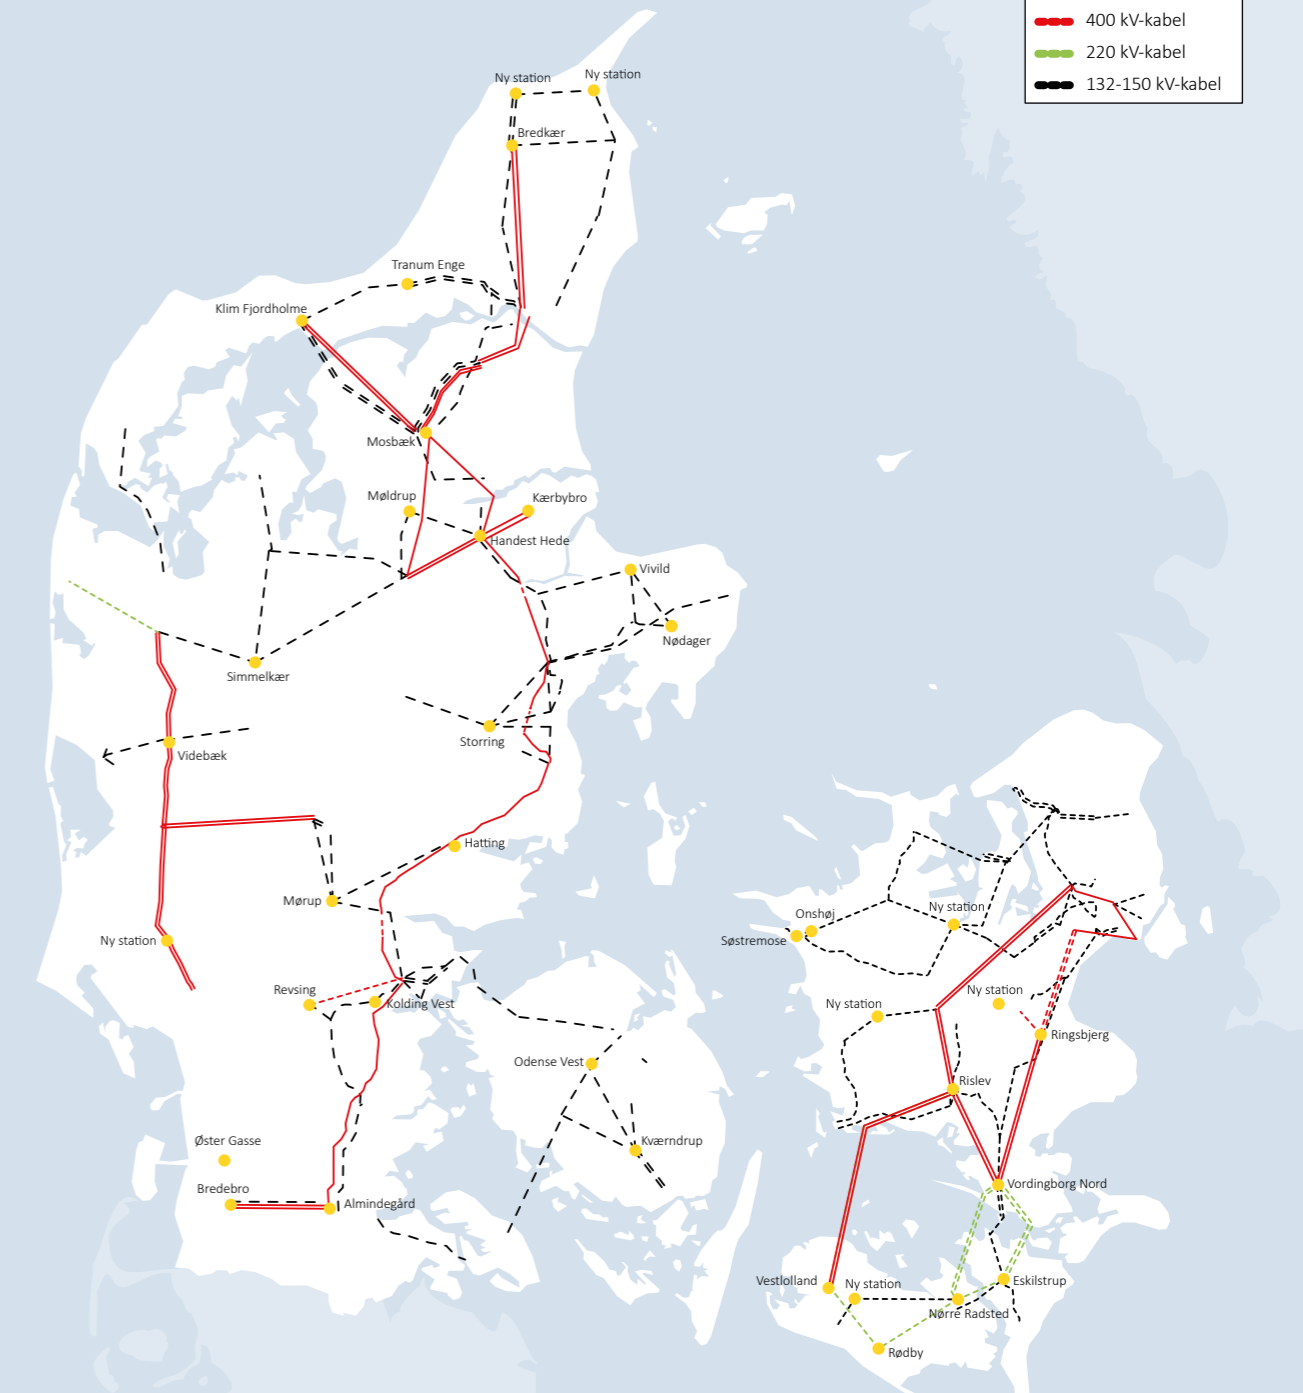 400 kV-kabel
220 kV-kabel
132-150 kV-kabel
Ny station
Ny station
Bredkær
Tranum Enge
Klim Fjordholme
Mosbæk
Møldrup
Kærbybro
Handest Hede
Vivild
Nødager
Simmelkær
Storring
Videbæk
Hatting
Mørup
Ny station
Revsing
Kolding Vest
Odense Vest
Kværndrup
Øster Gasse
Bredebro
Almindegård
Onshøj
Søstremose
Ny station
Ny station
Ny station
Ringsbjerg
Rislev
Vordingborg Nord
Vestlolland
Ny station
Eskilstrup
Nørre Radsted
Rødby